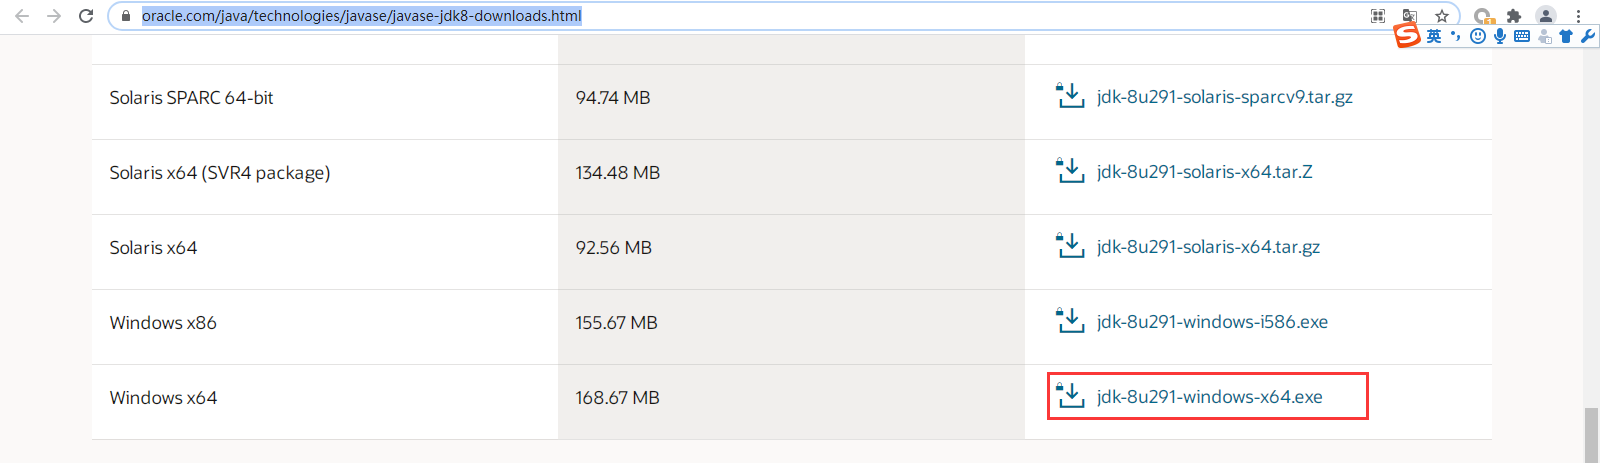 oracle.com/java/technologies/javase/javase-jdk8-downloads.html
1
S 英
Solaris SPARC 64-bit 94.74 MB jdk-8u291-solaris-sparcv9.tar.gz
Solaris x64 (SVR4 package) 134.48 MB jdk-8u291-solaris-x64.tar.Z
Solaris x64 92.56 MB jdk-8u291-solaris-x64.tar.gz
Windows x86 155.67 MB jdk-8u291-windows-i586.exe
Windows x64 168.67 MB jdk-8u291-windows-x64.exe